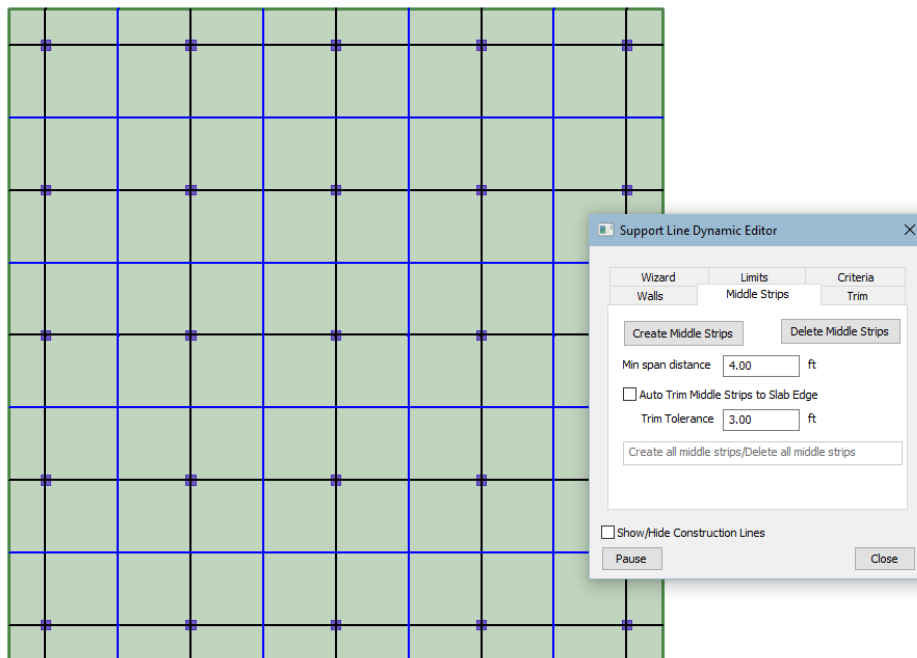 Support Line Dynamic Editor
Wizard
Limits
Criteria
Walls
Middle Strips
Trim
Create Middle Strips
Delete Middle Strips
Min span distance 4.00 ft
Auto Trim Middle Strips to Slab Edge
Trim Tolerance 3.00 ft
Create all middle strips/Delete all middle strips
Show/Hide Construction Lines
Pause
Close